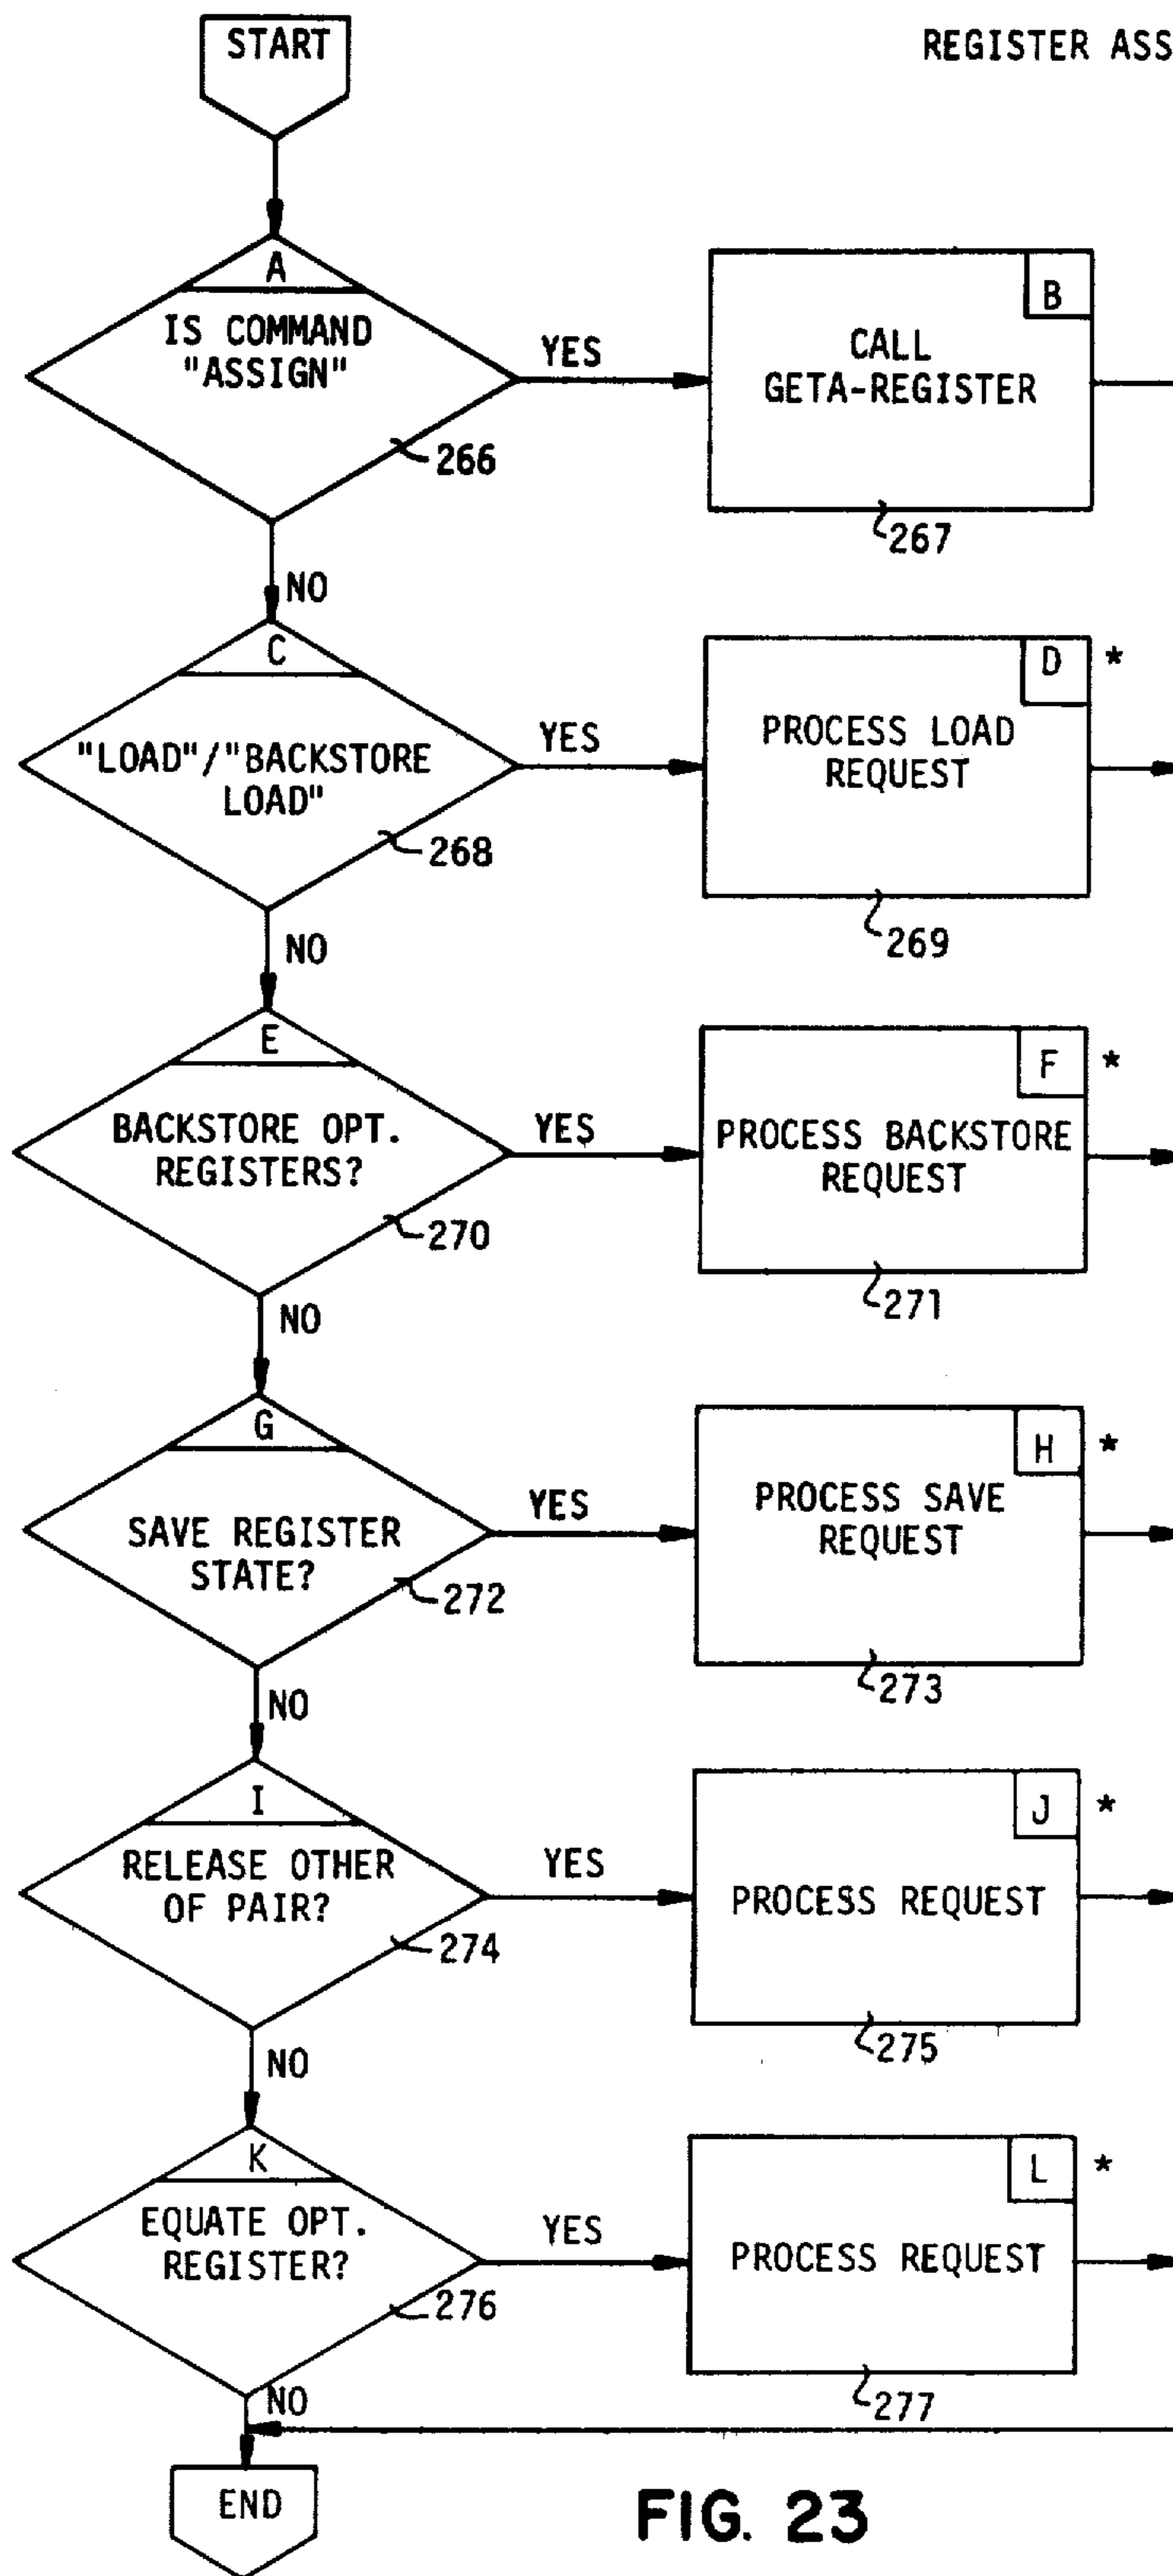 START
REGISTER ASS
A
IS COMMAND
"ASSIGN"
266
YES
B
CALL
GETA-REGISTER
267
NO
C
"LOAD"/"BACKSTORE
LOAD"
268
YES
D *
PROCESS LOAD
REQUEST
269
NO
E
BACKSTORE OPT.
REGISTERS?
270
YES
F *
PROCESS BACKSTORE
REQUEST
271
NO
G
SAVE REGISTER
STATE?
272
YES
H *
PROCESS SAVE
REQUEST
273
NO
I
RELEASE OTHER
OF PAIR?
274
YES
J *
PROCESS REQUEST
275
NO
K
EQUATE OPT.
REGISTER?
276
YES
L *
PROCESS REQUEST
277
NO
END
FIG. 23